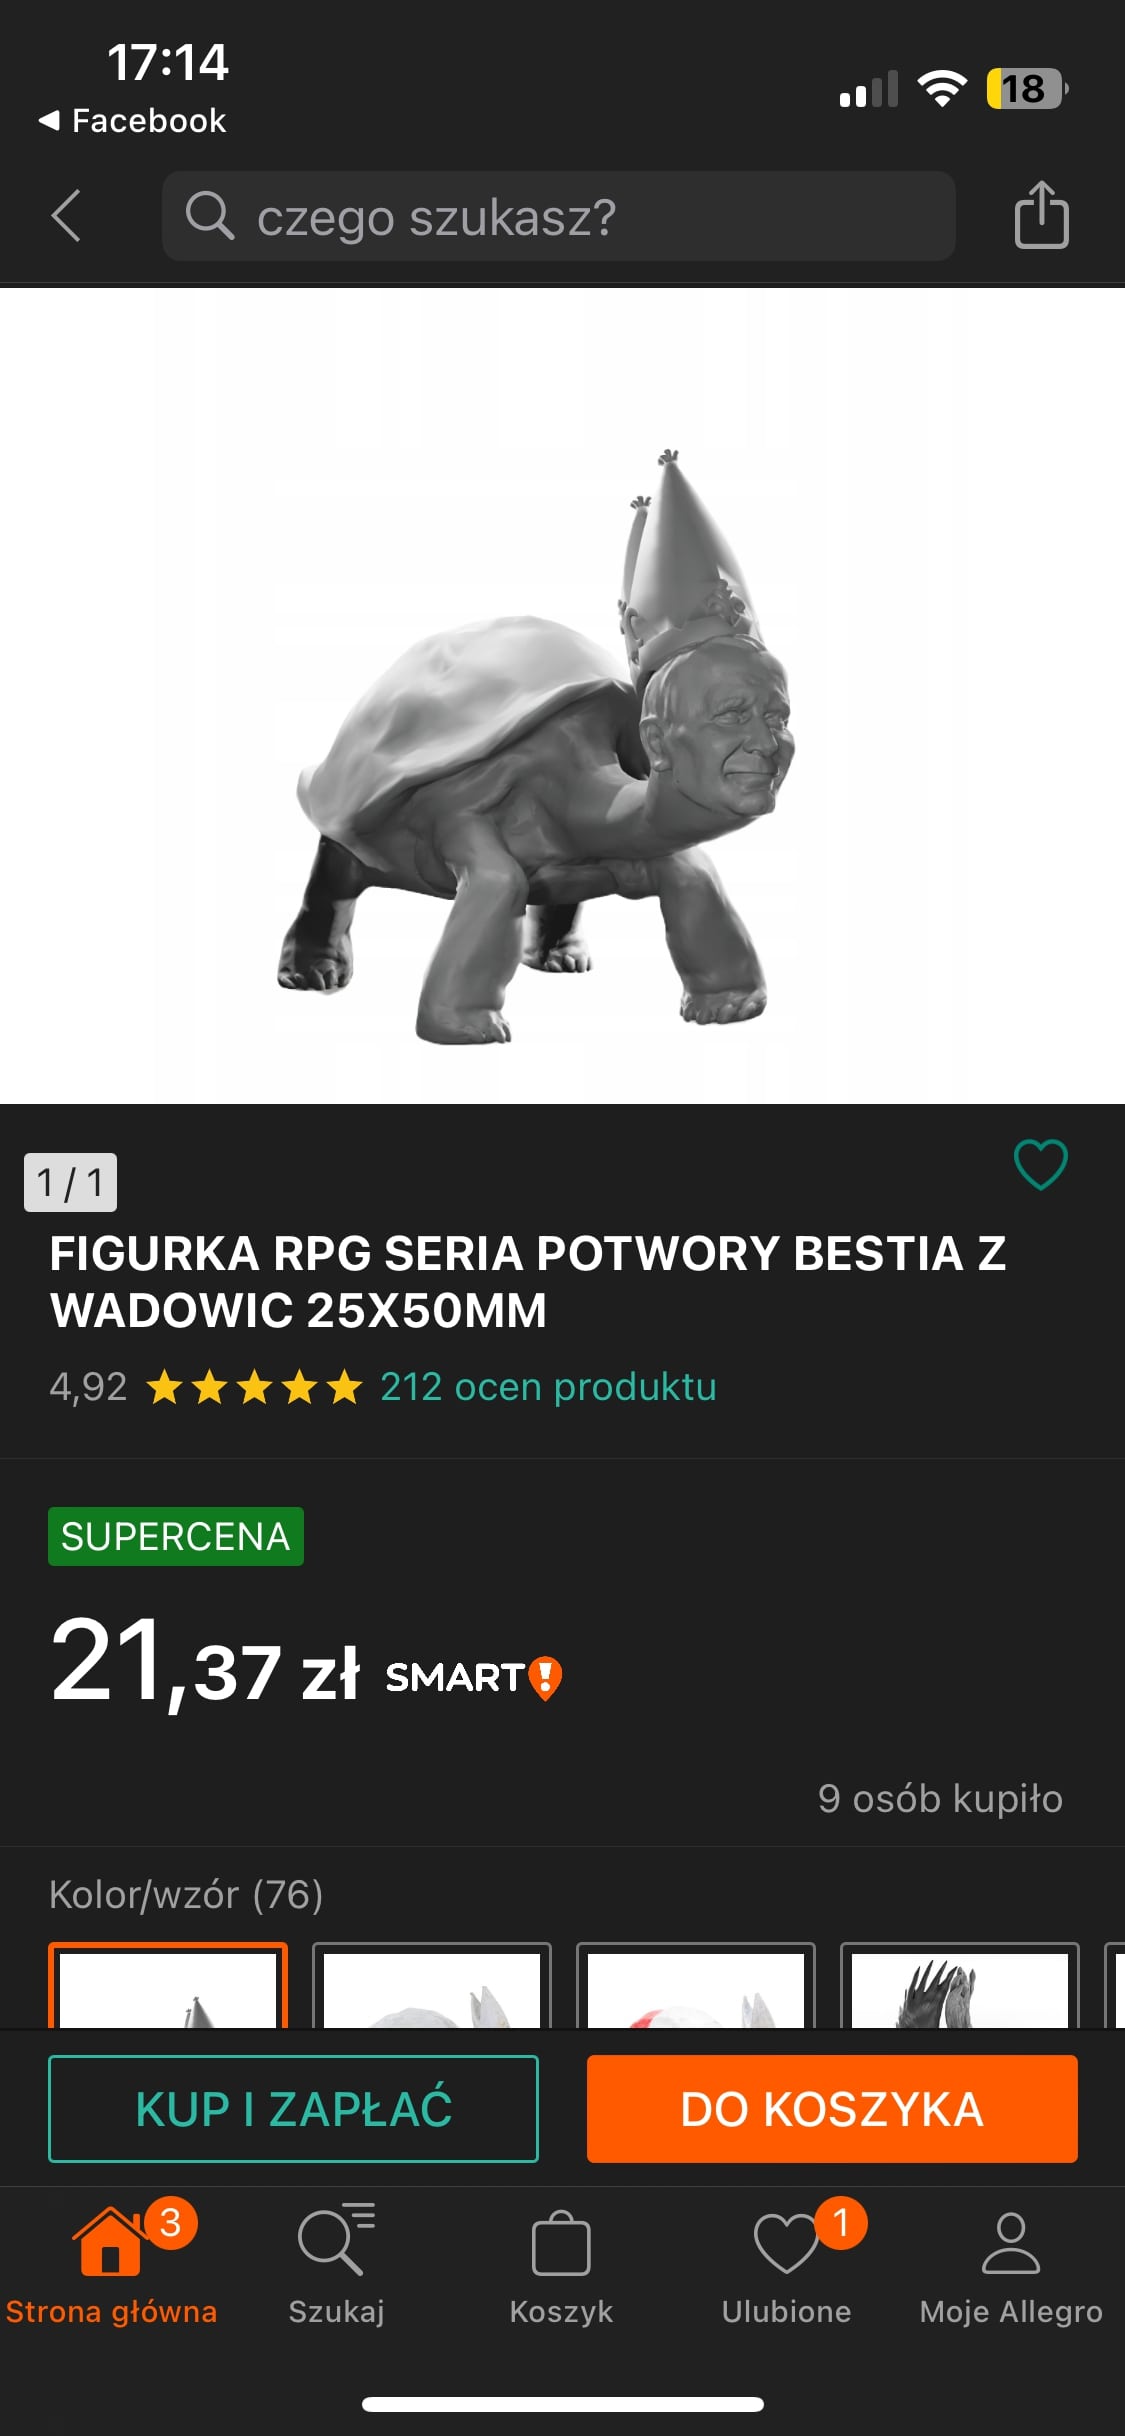 17:14
18
Facebook
czego szukasz?
1 / 1
FIGURKA RPG SERIA POTWORY BESTIA Z
WADOWIC 25X50MM
4,92 212 ocen produktu
SUPERCENA
21,37 zł SMART!
9 osób kupiło
Kolor/wzór (76)
KUP I ZAPŁAĆ
DO KOSZYKA
3
1
Strona główna
Szukaj
Koszyk
Ulubione
Moje Allegro